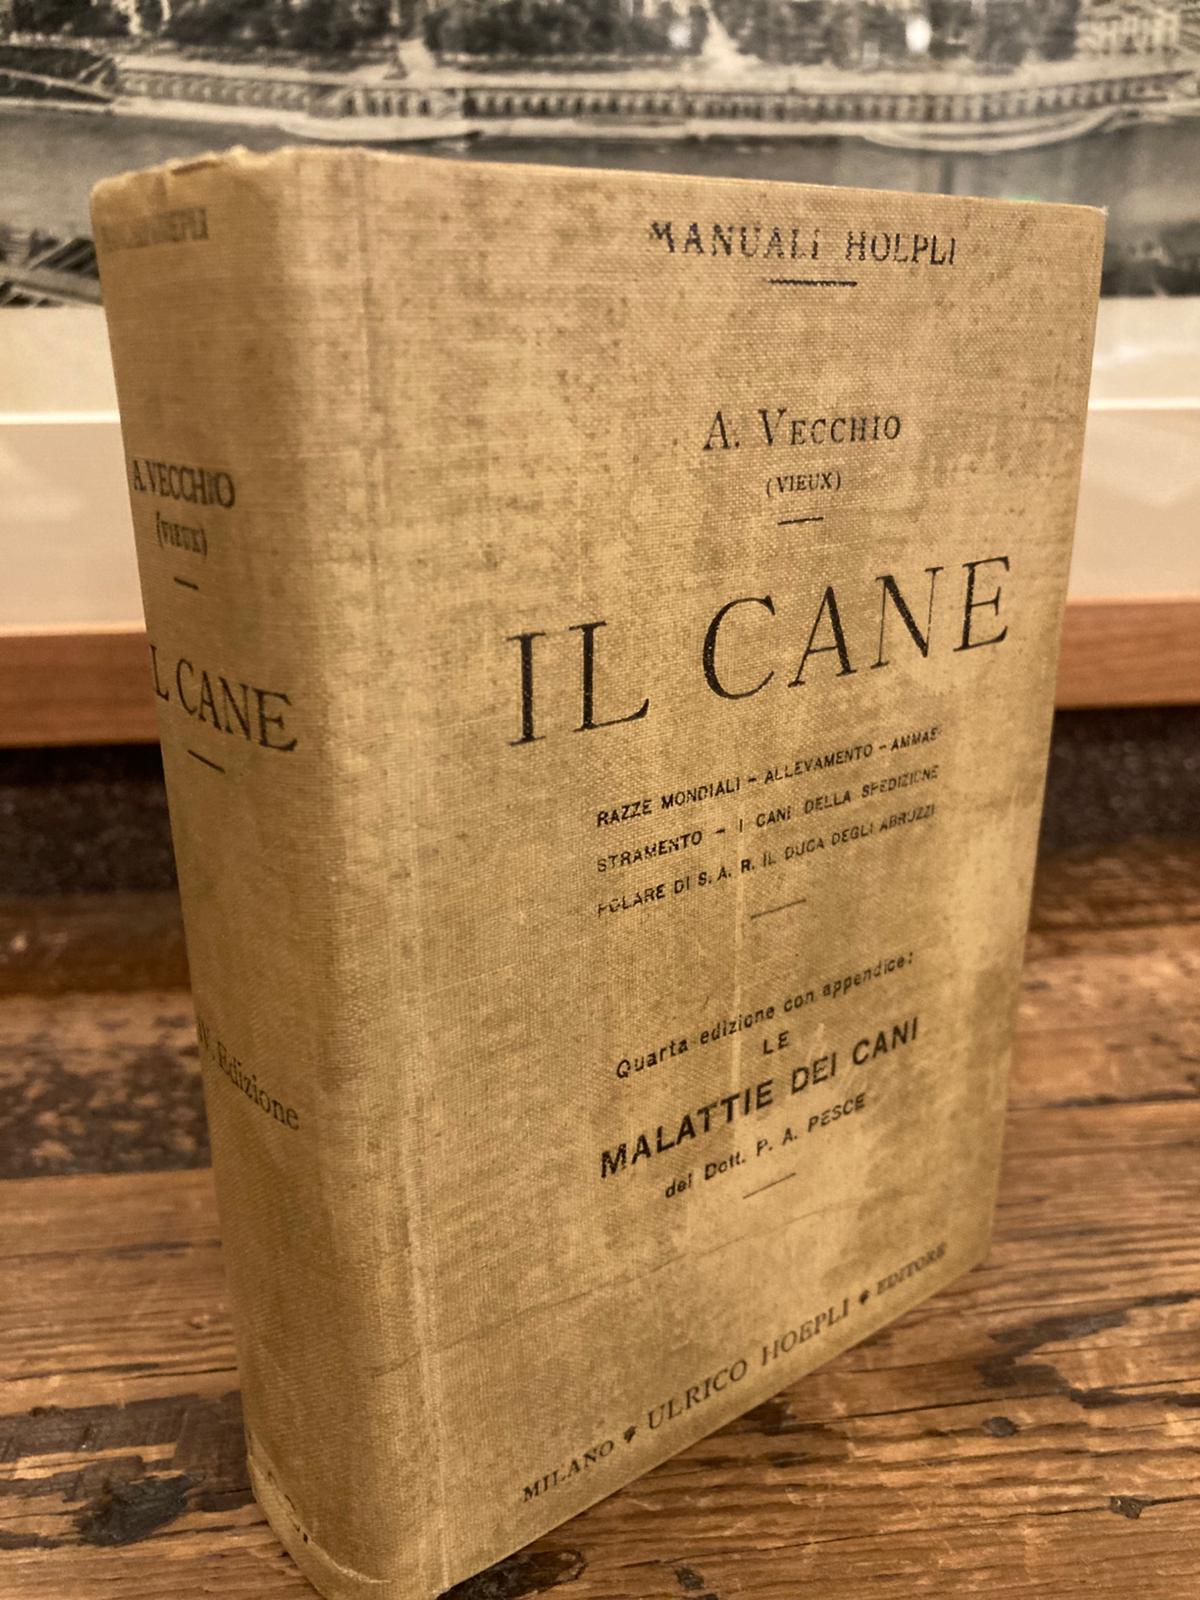 A. VECCHIO
(VIEUX)
IL CANE
IV. Edizione
MANUALI HOEPLI
A. VECCHIO
(VIEUX)
IL CANE
RAZZE MONDIALI - ALLEVAMENTO - AMMAE-
STRAMENTO - I CANI DELLA SPEDIZIONE
POLARE DI S. A. R. IL DUCA DEGLI ABRUZZI
Quarta edizione con appendice:
LE
MALATTIE DEI CANI
del Dott. P. A. PESCE
MILANO ULRICO HOEPLI EDITORE